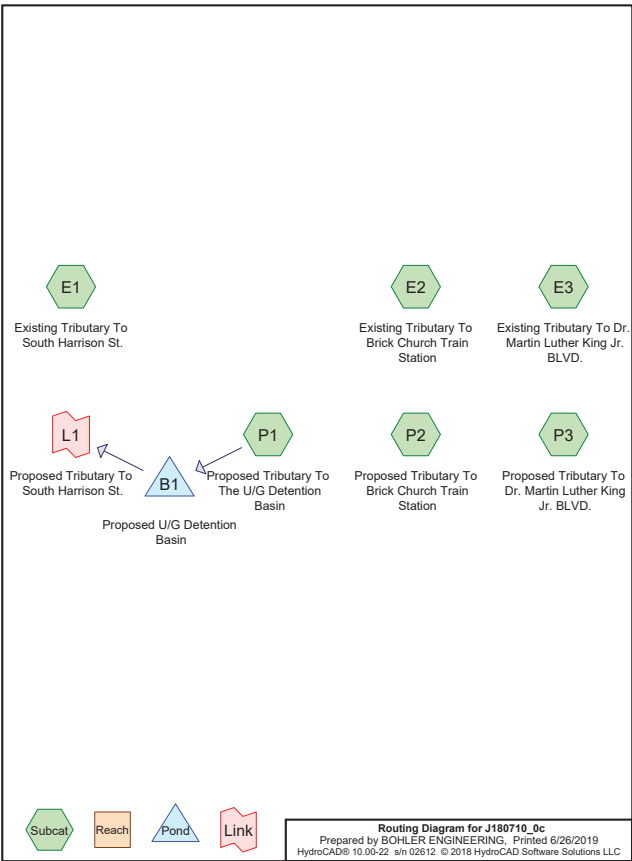 E1
Existing Tributary To
South Harrison St.
E2
Existing Tributary To
Brick Church Train
Station
E3
Existing Tributary To Dr.
Martin Luther King Jr.
BLVD.
L1
Proposed Tributary To
South Harrison St.
B1
Proposed U/G Detention
Basin
P1
Proposed Tributary To
The U/G Detention
Basin
P2
Proposed Tributary To
Brick Church Train
Station
P3
Proposed Tributary To
Dr. Martin Luther King
Jr. BLVD.
Subcat
Reach
Pond
Link
Routing Diagram for J180710_0c
Prepared by BOHLER ENGINEERING, Printed 6/26/2019
HydroCAD® 10.00-22 s/n 02612 © 2018 HydroCAD Software Solutions LLC